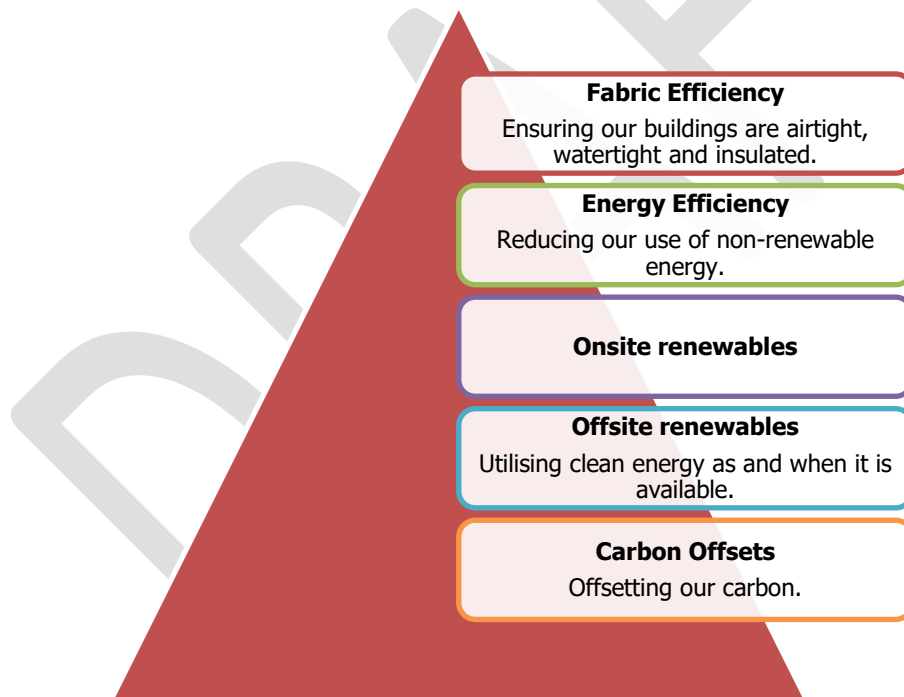 Fabric Efficiency
Ensuring our buildings are airtight,
watertight and insulated.
Energy Efficiency
Reducing our use of non-renewable
energy.
Onsite renewables
Offsite renewables
Utilising clean energy as and when it is
available.
Carbon Offsets
Offsetting our carbon.